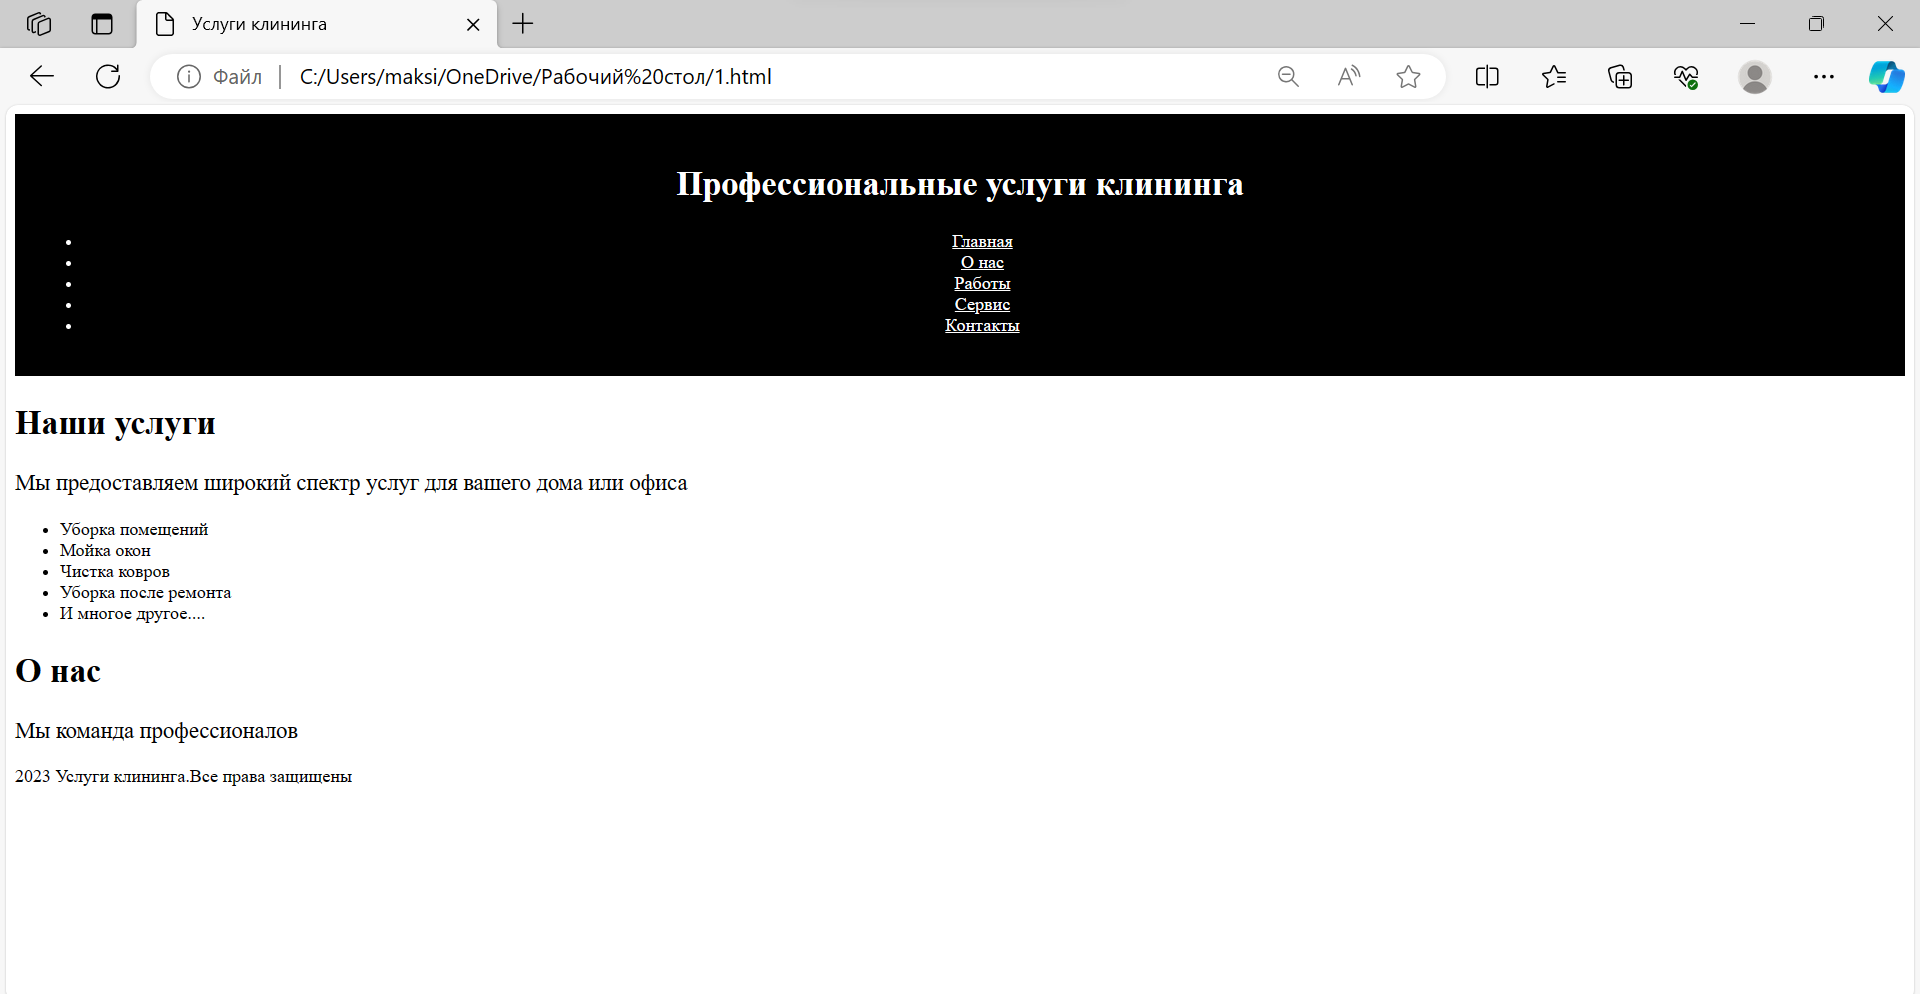 Услуги клининга
Файл
C:/Users/maksi/OneDrive/Рабочий%20стол/1.html
Профессиональные услуги клининга
Главная
О нас
Работы
Сервис
Контакты
Наши услуги
Мы предоставляем широкий спектр услуг для вашего дома или офиса
Уборка помещений
Мойка окон
Чистка ковров
Уборка после ремонта
И многое другое....
О нас
Мы команда профессионалов
2023 Услуги клининга.Все права защищены